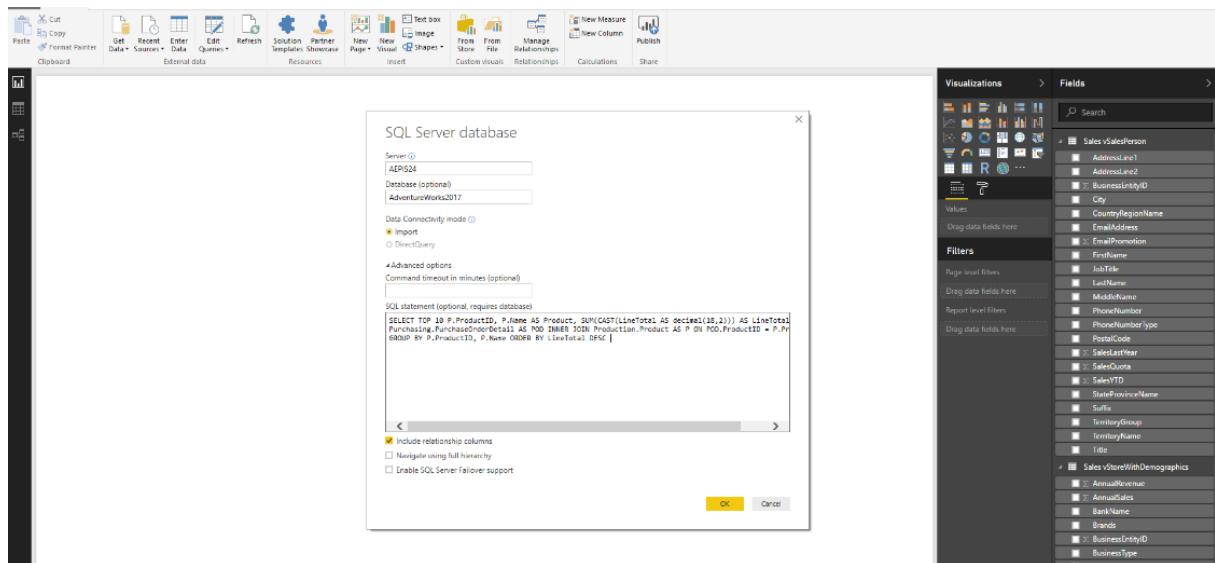 Cut
Copy
Format Painter
Paste
Clipboard
Get Data
Recent Sources
Enter Data
Edit Queries
Refresh
External data
Solution Templates
Partner Showcase
Resources
New Page
New Visual
Text box
Image
Shapes
Insert
From Store
From File
Custom visuals
Manage Relationships
Relationships
New Measure
New Column
Calculations
Publish
Share
SQL Server database
Server
AEPIS24
Database (optional)
AdventureWorks2017
Data Connectivity mode
Import
DirectQuery
Advanced options
Command timeout in minutes (optional)
SQL statement (optional, requires database)
SELECT TOP 10 P.ProductID, P.Name AS Product, SUM(CAST(LineTotal AS decimal(18,2))) AS LineTotal
Purchasing.PurchaseOrderDetail AS POD INNER JOIN Production.Product AS P ON POD.ProductID = P.Pr
GROUP BY P.ProductID, P.Name ORDER BY LineTotal DESC
Include relationship columns
Navigate using full hierarchy
Enable SQL Server Failover support
OK
Cancel
Visualizations
R
Values
Drag data fields here
Filters
Page level filters
Drag data fields here
Report level filters
Drag data fields here
Fields
Search
Sales vSalesPerson
AddressLine1
AddressLine2
BusinessEntityID
City
CountryRegionName
EmailAddress
EmailPromotion
FirstName
JobTitle
LastName
MiddleName
PhoneNumber
PhoneNumberType
PostalCode
SalesLastYear
SalesQuota
SalesYTD
StateProvinceName
Suffix
TerritoryGroup
TerritoryName
Title
Sales vStoreWithDemographics
AnnualRevenue
AnnualSales
BankName
Brands
BusinessEntityID
BusinessType